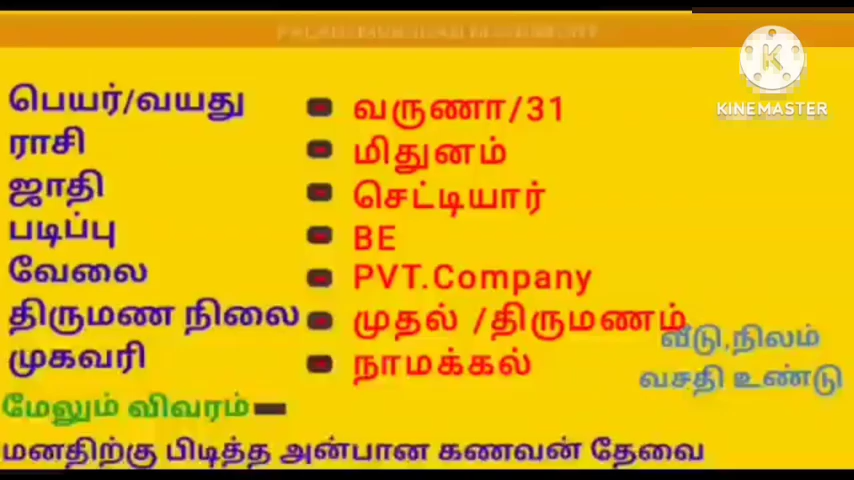 KINEMASTER
பெயர்/வயது - வருணா/31
ராசி - மிதுனம்
ஜாதி - செட்டியார்
படிப்பு - BE
வேலை - PVT.Company
திருமண நிலை - முதல் /திருமணம்
முகவரி - நாமக்கல்
வீடு,நிலம்
வசதி உண்டு
மேலும் விவரம் -
மனதிற்கு பிடித்த அன்பான கணவன் தேவை